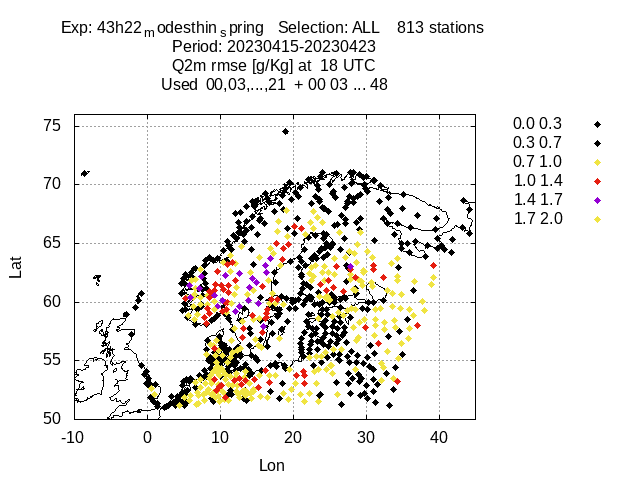 Exp: 43h22modesthinspring Selection: ALL 813 stations
Period: 20230415-20230423
Q2m rmse [g/Kg] at 18 UTC
Used 00,03,...,21 + 00 03 ... 48
75
70
65
60
55
50
-10 0 10 20 30 40
Lat
Lon
0.0 0.3
0.3 0.7
0.7 1.0
1.0 1.4
1.4 1.7
1.7 2.0